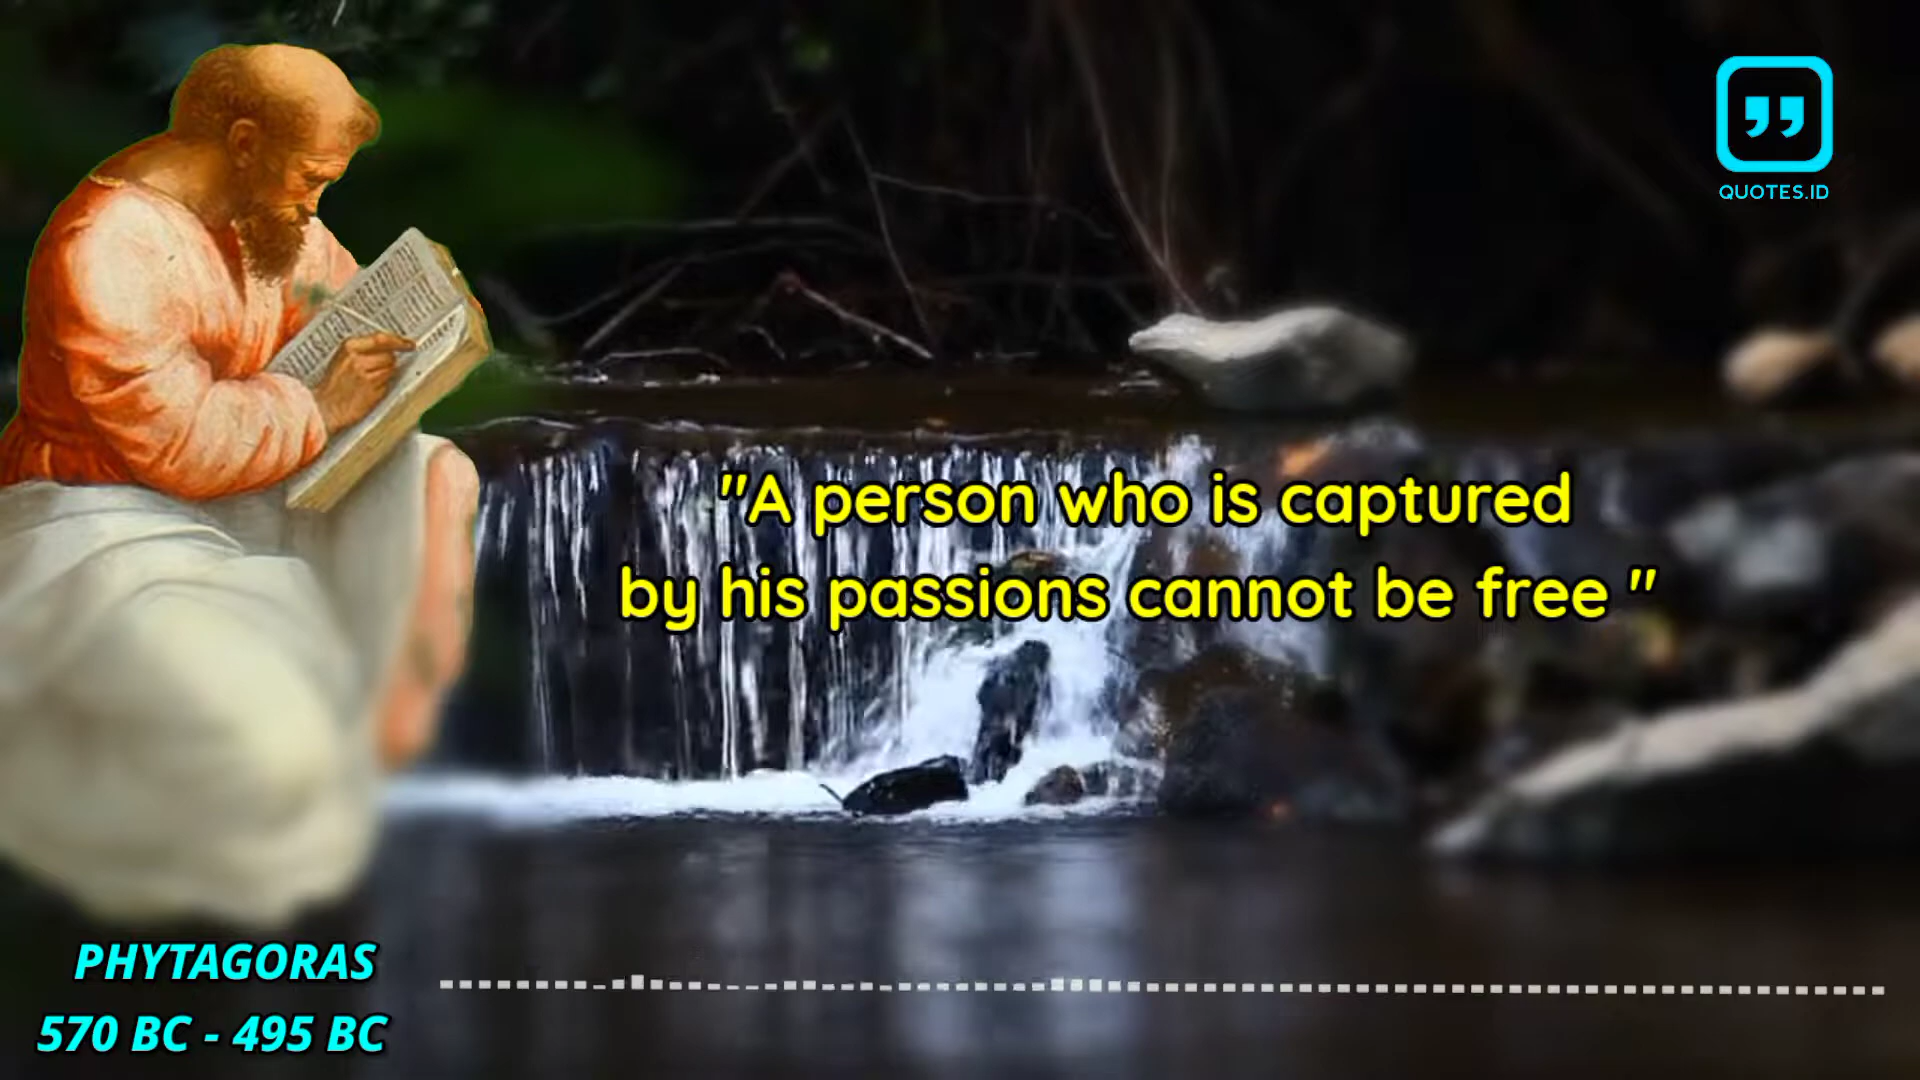 QUOTES.ID
"A person who is captured
by his passions cannot be free "
PHYTAGORAS
570 BC - 495 BC